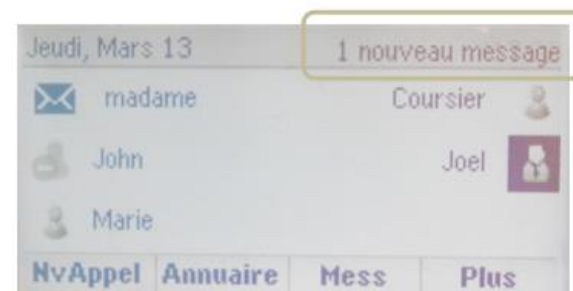 Jeudi, Mars 13 1 nouveau message
madame Coursier
John Joel
Marie
NvAppel Annuaire Mess Plus